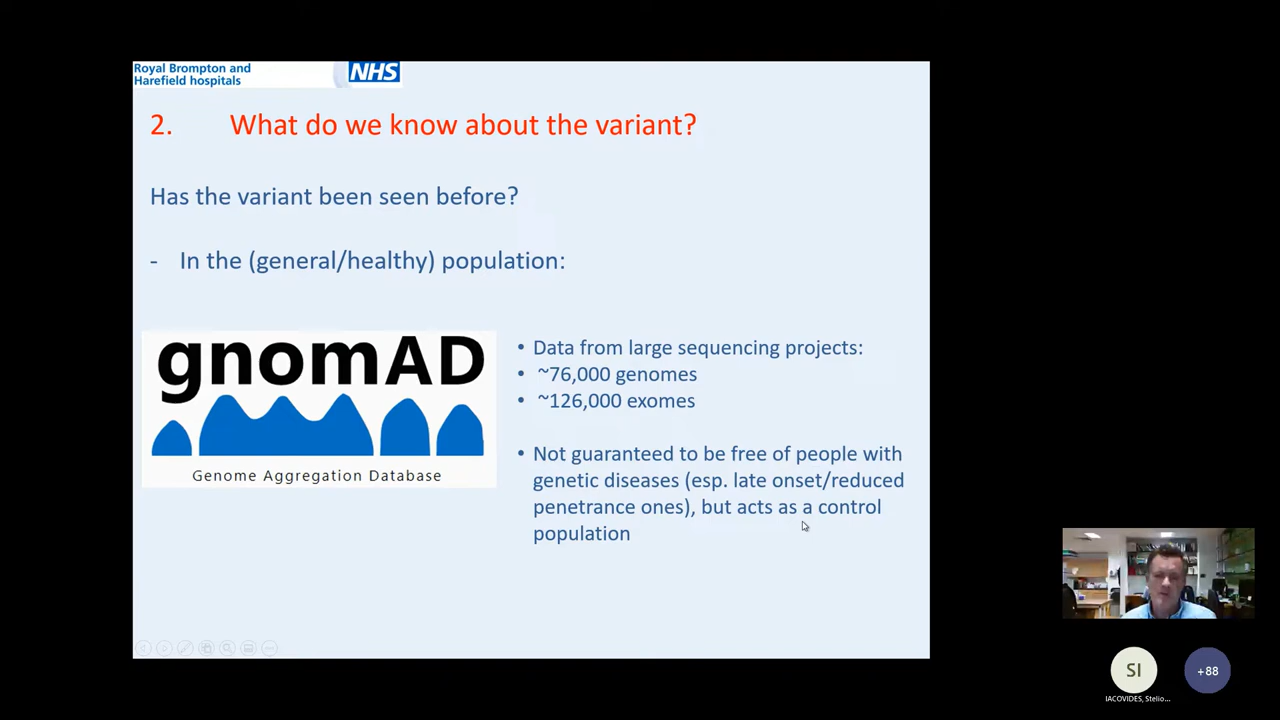 Royal Brompton and
Harefield hospitals
NHS
2. What do we know about the variant?
Has the variant been seen before?
- In the (general/healthy) population:
gnomAD
Genome Aggregation Database
• Data from large sequencing projects:
• ~76,000 genomes
• ~126,000 exomes
• Not guaranteed to be free of people with
genetic diseases (esp. late onset/reduced
penetrance ones), but acts as a control
population
SI
+88
IACOVIDES, Stelio...